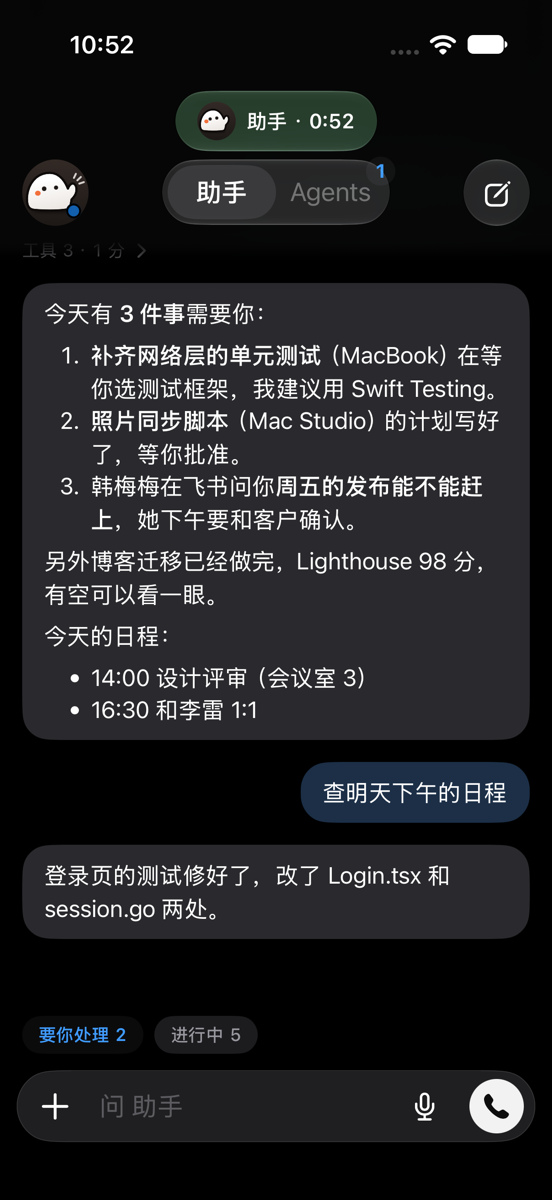 10:52
助手 · 0:52
助手
Agents
1
工具 3 · 1 分
今天有 3 件事需要你：
1. 补齐网络层的单元测试（MacBook）在等
你选测试框架，我建议用 Swift Testing。
2. 照片同步脚本（Mac Studio）的计划写好
了，等你批准。
3. 韩梅梅在飞书问你周五的发布能不能赶
上，她下午要和客户确认。
另外博客迁移已经做完，Lighthouse 98 分，
有空可以看一眼。
今天的日程：
• 14:00 设计评审（会议室 3）
• 16:30 和李雷 1:1
查明天下午的日程
登录页的测试修好了，改了 Login.tsx 和
session.go 两处。
要你处理 2
进行中 5
问 助手